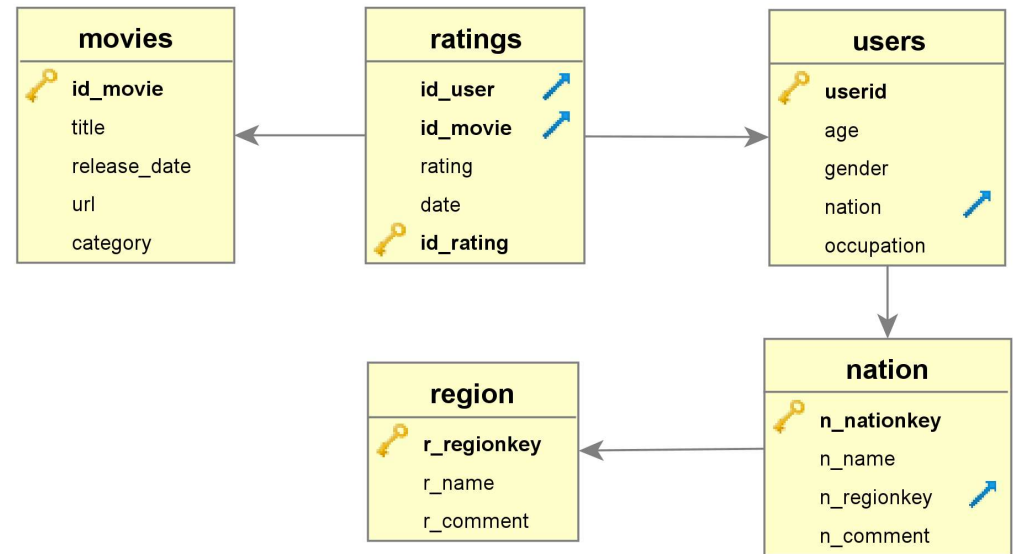 movies
id_movie
title
release_date
url
category
ratings
id_user
id_movie
rating
date
id_rating
users
userid
age
gender
nation
occupation
region
r_regionkey
r_name
r_comment
nation
n_nationkey
n_name
n_regionkey
n_comment